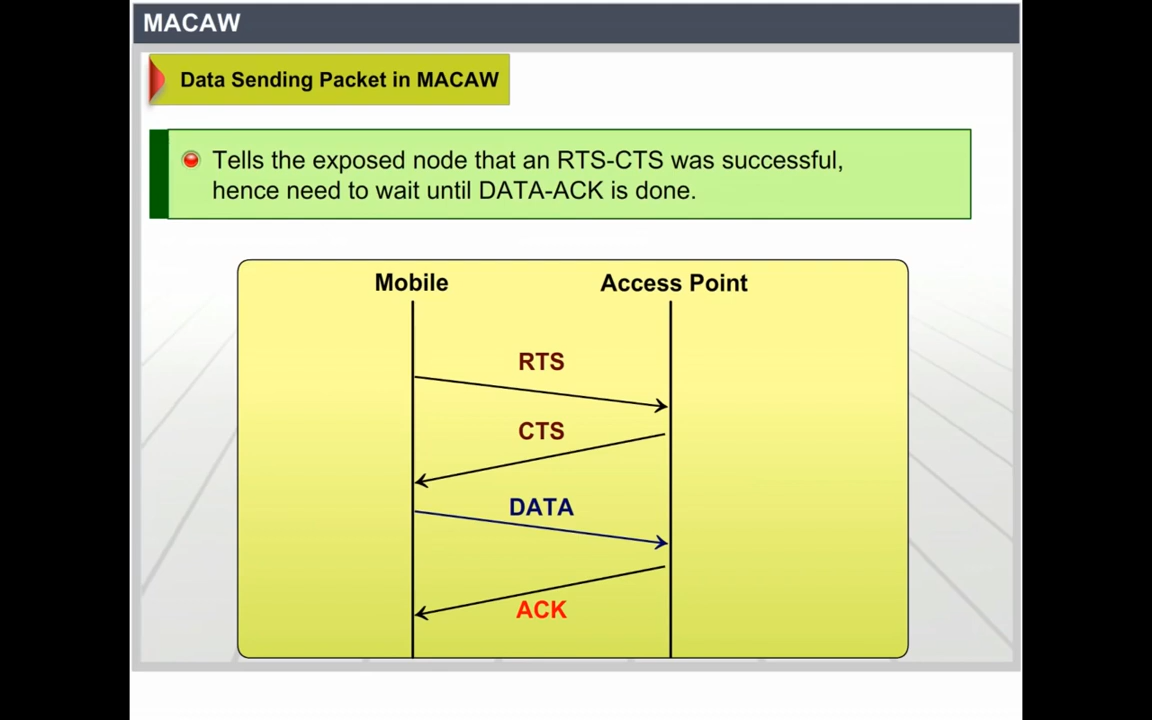 MACAW
Data Sending Packet in MACAW
Tells the exposed node that an RTS-CTS was successful,
hence need to wait until DATA-ACK is done.
Mobile
Access Point
RTS
CTS
DATA
ACK